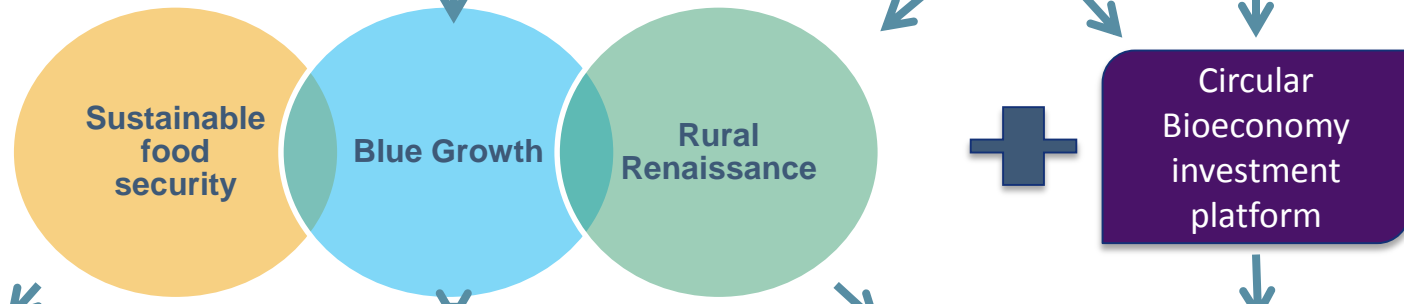 Sustainable
food
security
Blue Growth
Rural
Renaissance
Circular
Bioeconomy
investment
platform